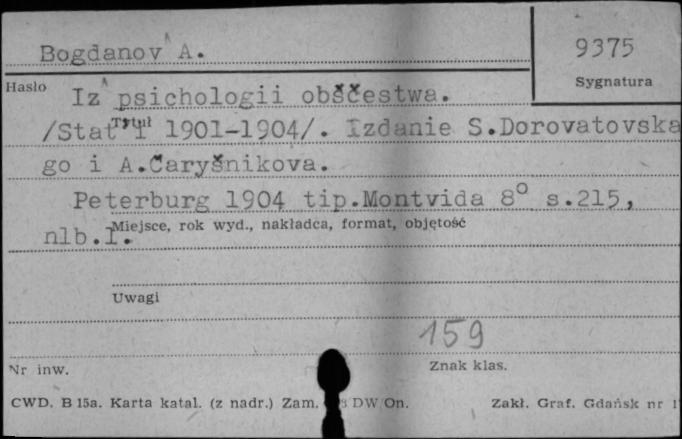 Bogdanov A.
9375
Hasło
Sygnatura
Iz psichologii obščestwa.
Tytuł
/Stat'i 1901-1904/. Izdanie S.Dorovatovska
go i A.Čaryšnikova.
Peterburg 1904 tip.Montvida 8° s.215,
Miejsce, rok wyd., nakładca, format, objętość
nlb.1.
Uwagi
159
Nr inw.
Znak klas.
CWD. B 15a. Karta katal. (z nadr.) Zam. DW/On.
Zakł. Graf. Gdańsk nr